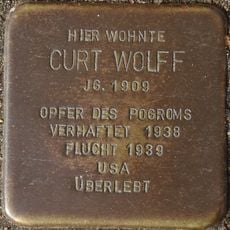 HIER WOHNTE
CURT WOLFF
JG. 1909
OPFER DES POGROMS
VERHAFTET 1938
FLUCHT 1939
USA
ÜBERLEBT